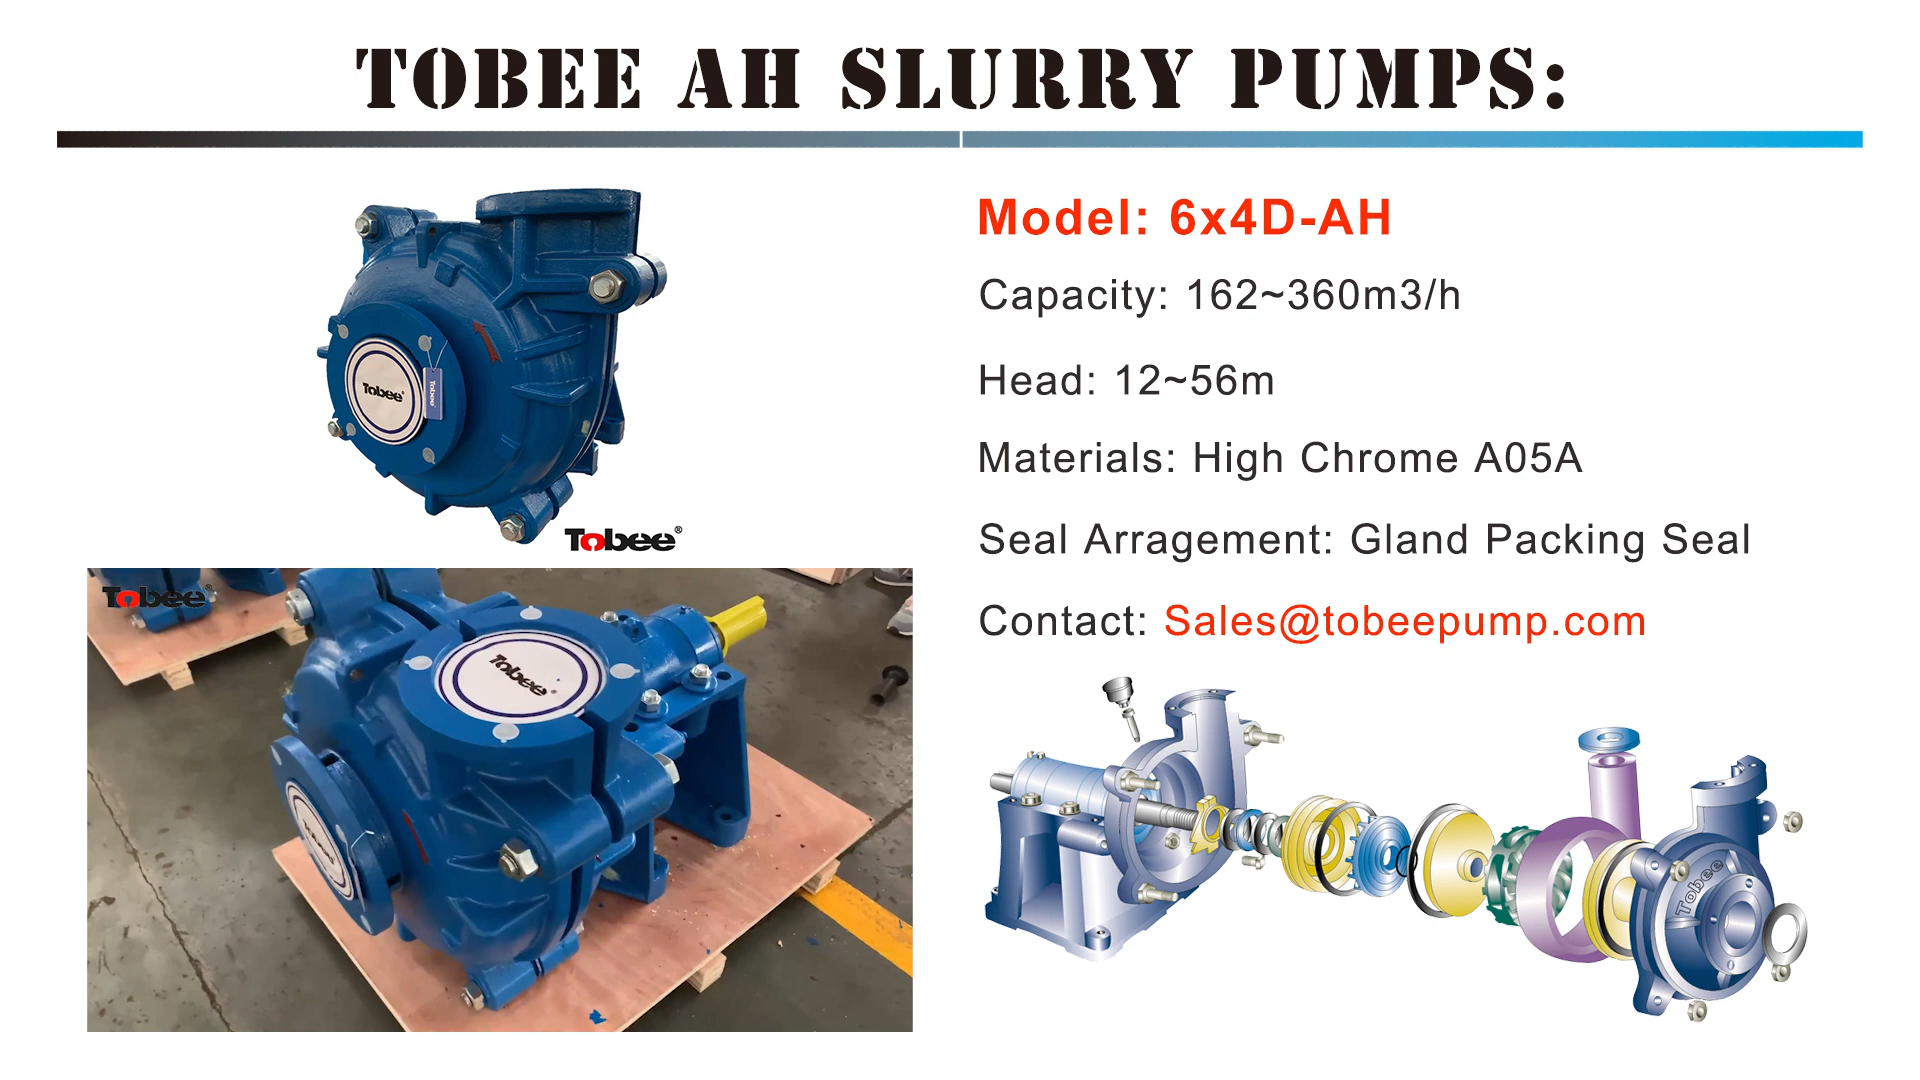 TOBEE AH SLURRY PUMPS:
Model: 6x4D-AH
Capacity: 162~360m3/h
Head: 12~56m
Materials: High Chrome A05A
Seal Arragement: Gland Packing Seal
Contact: Sales@tobeepump.com
Tobee®
Tobee
Tobee®
Tobee®
Tobee®
Tobee